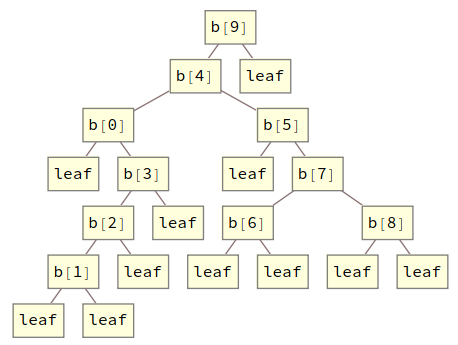 b[9]
b[4] leaf
b[0] b[5]
leaf b[3] leaf b[7]
b[2] leaf b[6] b[8]
b[1] leaf leaf leaf leaf leaf
leaf leaf